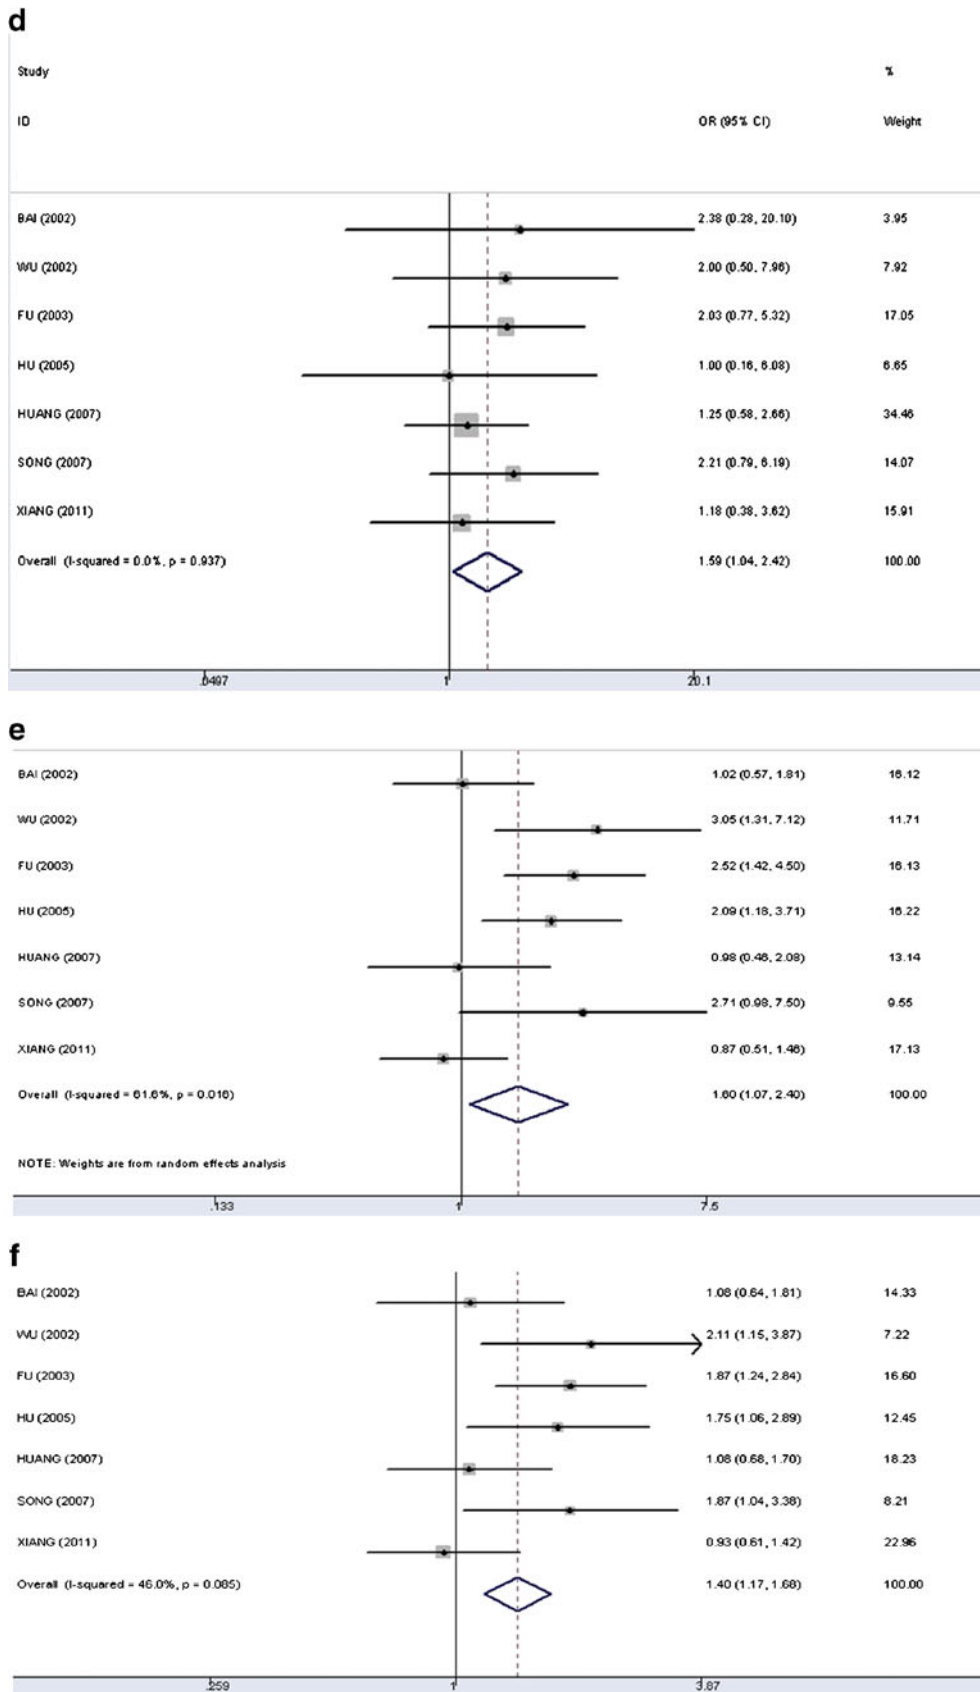 d
Study %
ID OR (95% CI) Weight
BAI (2002) 2.38 (0.28, 20.10) 3.95
WU (2002) 2.00 (0.50, 7.96) 7.92
FU (2003) 2.03 (0.77, 5.32) 17.05
HU (2005) 1.00 (0.16, 6.08) 6.65
HUANG (2007) 1.25 (0.58, 2.66) 34.46
SONG (2007) 2.21 (0.79, 6.19) 14.07
XIANG (2011) 1.18 (0.38, 3.62) 15.91
Overall (I-squared = 0.0%, p = 0.937) 1.59 (1.04, 2.42) 100.00
.0497 1 20.1
e
BAI (2002) 1.02 (0.57, 1.81) 16.12
WU (2002) 3.05 (1.31, 7.12) 11.71
FU (2003) 2.52 (1.42, 4.50) 16.13
HU (2005) 2.09 (1.18, 3.71) 16.22
HUANG (2007) 0.98 (0.46, 2.08) 13.14
SONG (2007) 2.71 (0.98, 7.50) 9.55
XIANG (2011) 0.87 (0.51, 1.46) 17.13
Overall (I-squared = 61.6%, p = 0.016) 1.60 (1.07, 2.40) 100.00
NOTE: Weights are from random effects analysis
.133 1 7.5
f
BAI (2002) 1.08 (0.64, 1.81) 14.33
WU (2002) 2.11 (1.15, 3.87) 7.22
FU (2003) 1.87 (1.24, 2.84) 16.60
HU (2005) 1.75 (1.06, 2.89) 12.45
HUANG (2007) 1.08 (0.68, 1.70) 18.23
SONG (2007) 1.87 (1.04, 3.38) 8.21
XIANG (2011) 0.93 (0.61, 1.42) 22.96
Overall (I-squared = 46.0%, p = 0.085) 1.40 (1.17, 1.68) 100.00
.259 1 3.87